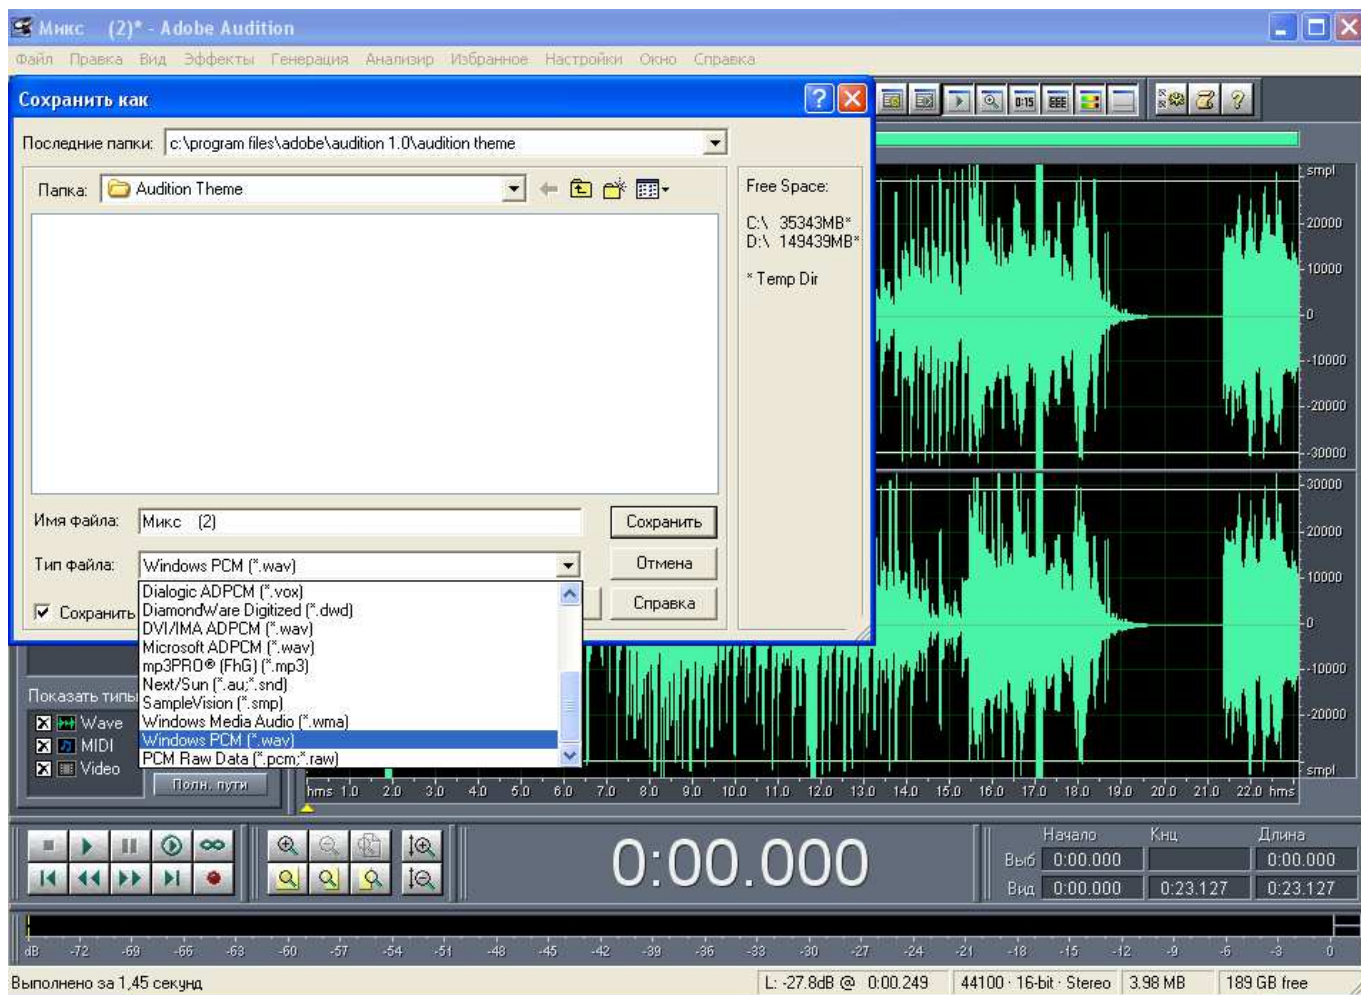 Микс (2)* - Adobe Audition
Файл Правка Вид Эффекты Генерация Анализир Избранное Настройки Окно Справка
Сохранить как
Последние папки: c:\program files\adobe\audition 1.0\audition theme
Папка: Audition Theme
Free Space:
C:\ 35343MB*
D:\ 149439MB*
* Temp Dir
Имя файла: Микс (2)
Сохранить
Тип файла: Windows PCM (*.wav)
Отмена
Сохранить
Справка
Dialogic ADPCM (*.vox)
DiamondWare Digitized (*.dwd)
DVI/IMA ADPCM (*.wav)
Microsoft ADPCM (*.wav)
mp3PRO® (FhG) (*.mp3)
Next/Sun (*.au;*.snd)
SampleVision (*.smp)
Windows Media Audio (*.wma)
Windows PCM (*.wav)
PCM Raw Data (*.pcm;*.raw)
0:15
smpl
20000
10000
-0
-10000
-20000
-30000
-30000
-20000
-10000
-0
-10000
-20000
smpl
Показать типы
Wave
MIDI
Video
Полн. пути
hms 1.0 2.0 3.0 4.0 5.0 6.0 7.0 8.0 9.0 10.0 11.0 12.0 13.0 14.0 15.0 16.0 17.0 18.0 19.0 20.0 21.0 22.0 hms
0:00.000
Начало Кнц Длина
Выб 0:00.000 0:00.000
Вид 0:00.000 0:23.127 0:23.127
dB -72 -69 -66 -63 -60 -57 -54 -51 -48 -45 -42 -39 -36 -33 -30 -27 -24 -21 -18 -15 -12 -9 -6 -3 0
Выполнено за 1,45 секунд
L: -27.8dB @ 0:00.249
44100 · 16-bit · Stereo
3.98 MB
189 GB free